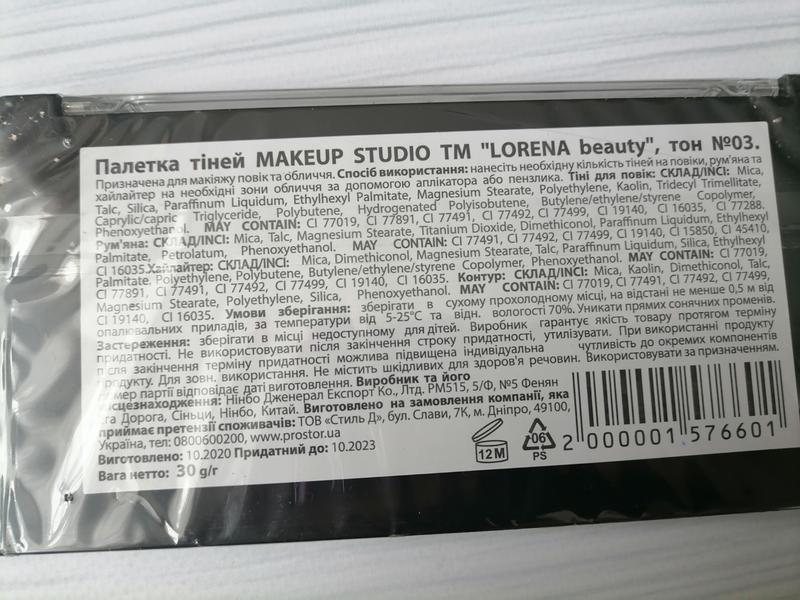 Палетка тіней MAKEUP STUDIO ТМ "LORENA beauty", тон №03.
Призначена для макіяжу повік та обличчя. Спосіб використання: нанесіть необхідну кількість тіней на повіки, рум'яна та
хайлайтер на необхідні зони обличчя за допомогою аплікатора або пензлика. Тіні для повік: СКЛАД/INCI: Mica,
Talc, Silica, Paraffinum Liquidum, Ethylhexyl Palmitate, Magnesium Stearate, Polyethylene, Kaolin, Tridecyl Trimellitate,
Caprylic/capric Triglyceride, Polybutene, Hydrogenated Polyisobutene, Butylene/ethylene/styrene Copolymer,
Phenoxyethanol. MAY CONTAIN: CI 77019, CI 77891, CI 77491, CI 77492, CI 77499, CI 19140, CI 16035, CI 77288.
Рум'яна: СКЛАД/INCI: Mica, Talc, Magnesium Stearate, Titanium Dioxide, Dimethiconol, Paraffinum Liquidum, Ethylhexyl
Palmitate, Petrolatum, Phenoxyethanol. MAY CONTAIN: CI 77491, CI 77492, CI 77499, CI 19140, CI 15850, CI 45410,
CI 16035.Хайлайтер: СКЛАД/INCI: Mica, Dimethiconol, Magnesium Stearate, Talc, Paraffinum Liquidum, Silica, Ethylhexyl
Palmitate, Polyethylene, Polybutene, Butylene/ethylene/styrene Copolymer, Phenoxyethanol. MAY CONTAIN: CI 77019,
CI 77891, CI 77491, CI 77492, CI 77499, CI 19140, CI 16035. Контур: СКЛАД/INCI: Mica, Kaolin, Dimethiconol, Talc,
Magnesium Stearate, Polyethylene, Silica, Phenoxyethanol. MAY CONTAIN: CI 77019, CI 77491, CI 77492, CI 77499,
CI 19140, CI 16035. Умови зберігання: зберігати в сухому прохолодному місці, на відстані не менше 0,5 м від
опалювальних приладів, за температури від 5-25°С та відн. вологості 70%. Уникати прямих сонячних променів.
Застереження: зберігати в місці недоступному для дітей. Виробник гарантує якість товару протягом терміну
придатності. Не використовувати після закінчення строку придатності, утилізувати. При використанні продукту
після закінчення терміну придатності можлива підвищена індивідуальна чутливість до окремих компонентів
продукту. Для зовн. використання. Не містить шкідливих для здоров'я речовин. Використовувати за призначенням.
номер партії відповідає даті виготовлення. Виробник та його
місцезнаходження: Нінбо Дженерал Експорт Ко., Лтд. РМ515, 5/Ф, №5 Фенян
Дорога, Сіньци, Нінбо, Китай. Виготовлено на замовлення компанії, яка
приймає претензії споживачів: ТОВ «Стиль Д», бул. Слави, 7К, м. Дніпро, 49100,
Україна, тел: 0800600200, www.prostor.ua
Виготовлено: 10.2020 Придатний до: 10.2023
Вага нетто: 30 g/г
12 M
06
PS
2 000001 576601